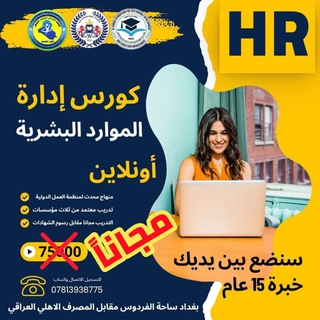 HR
كورس إدارة
الموارد البشرية
أونلاين
منهاج محدث لمنظمة العمل الدولية
تدريب معتمد من ثلاث مؤسسات
التدريب مجانا مقابل رسوم الشهادات
75000
مجاناً
سنضع بين يديك
خبرة 15 عام
للتسجيل الاتصال واتساب
07813938775
بغداد ساحة الفردوس مقابل المصرف الاهلي العراقي